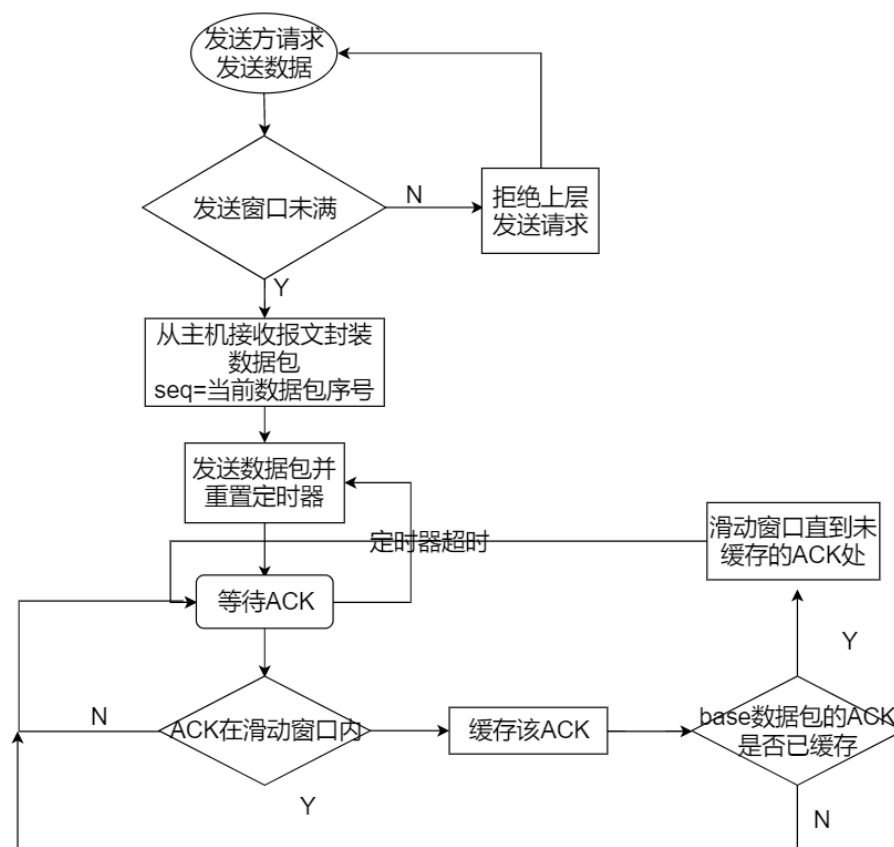 发送方请求
发送数据
发送窗口未满
N
拒绝上层
发送请求
Y
从主机接收报文封装
数据包
seq=当前数据包序号
发送数据包并
重置定时器
定时器超时
滑动窗口直到未
缓存的ACK处
等待ACK
Y
N
ACK在滑动窗口内
缓存该ACK
base数据包的ACK
是否已缓存
Y
N